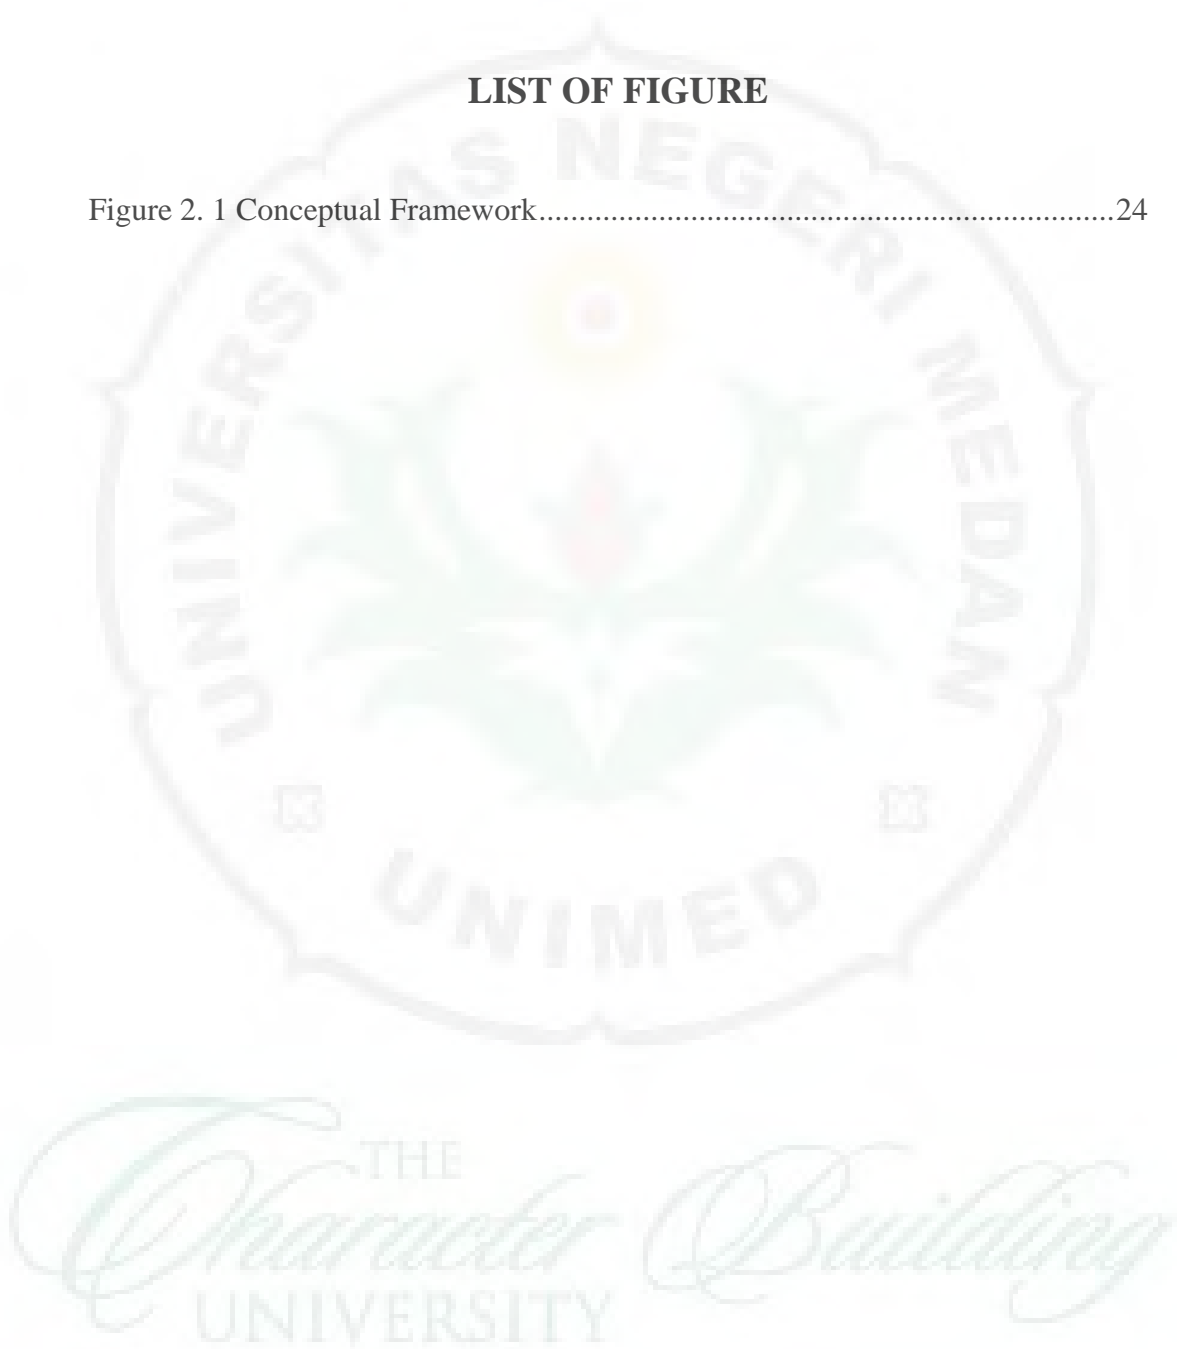 LIST OF FIGURE
Figure 2. 1 Conceptual Framework........................................................................24
UNIVERSITAS NEGERI MEDAN
UNIMED
THE
Character Building
UNIVERSITY